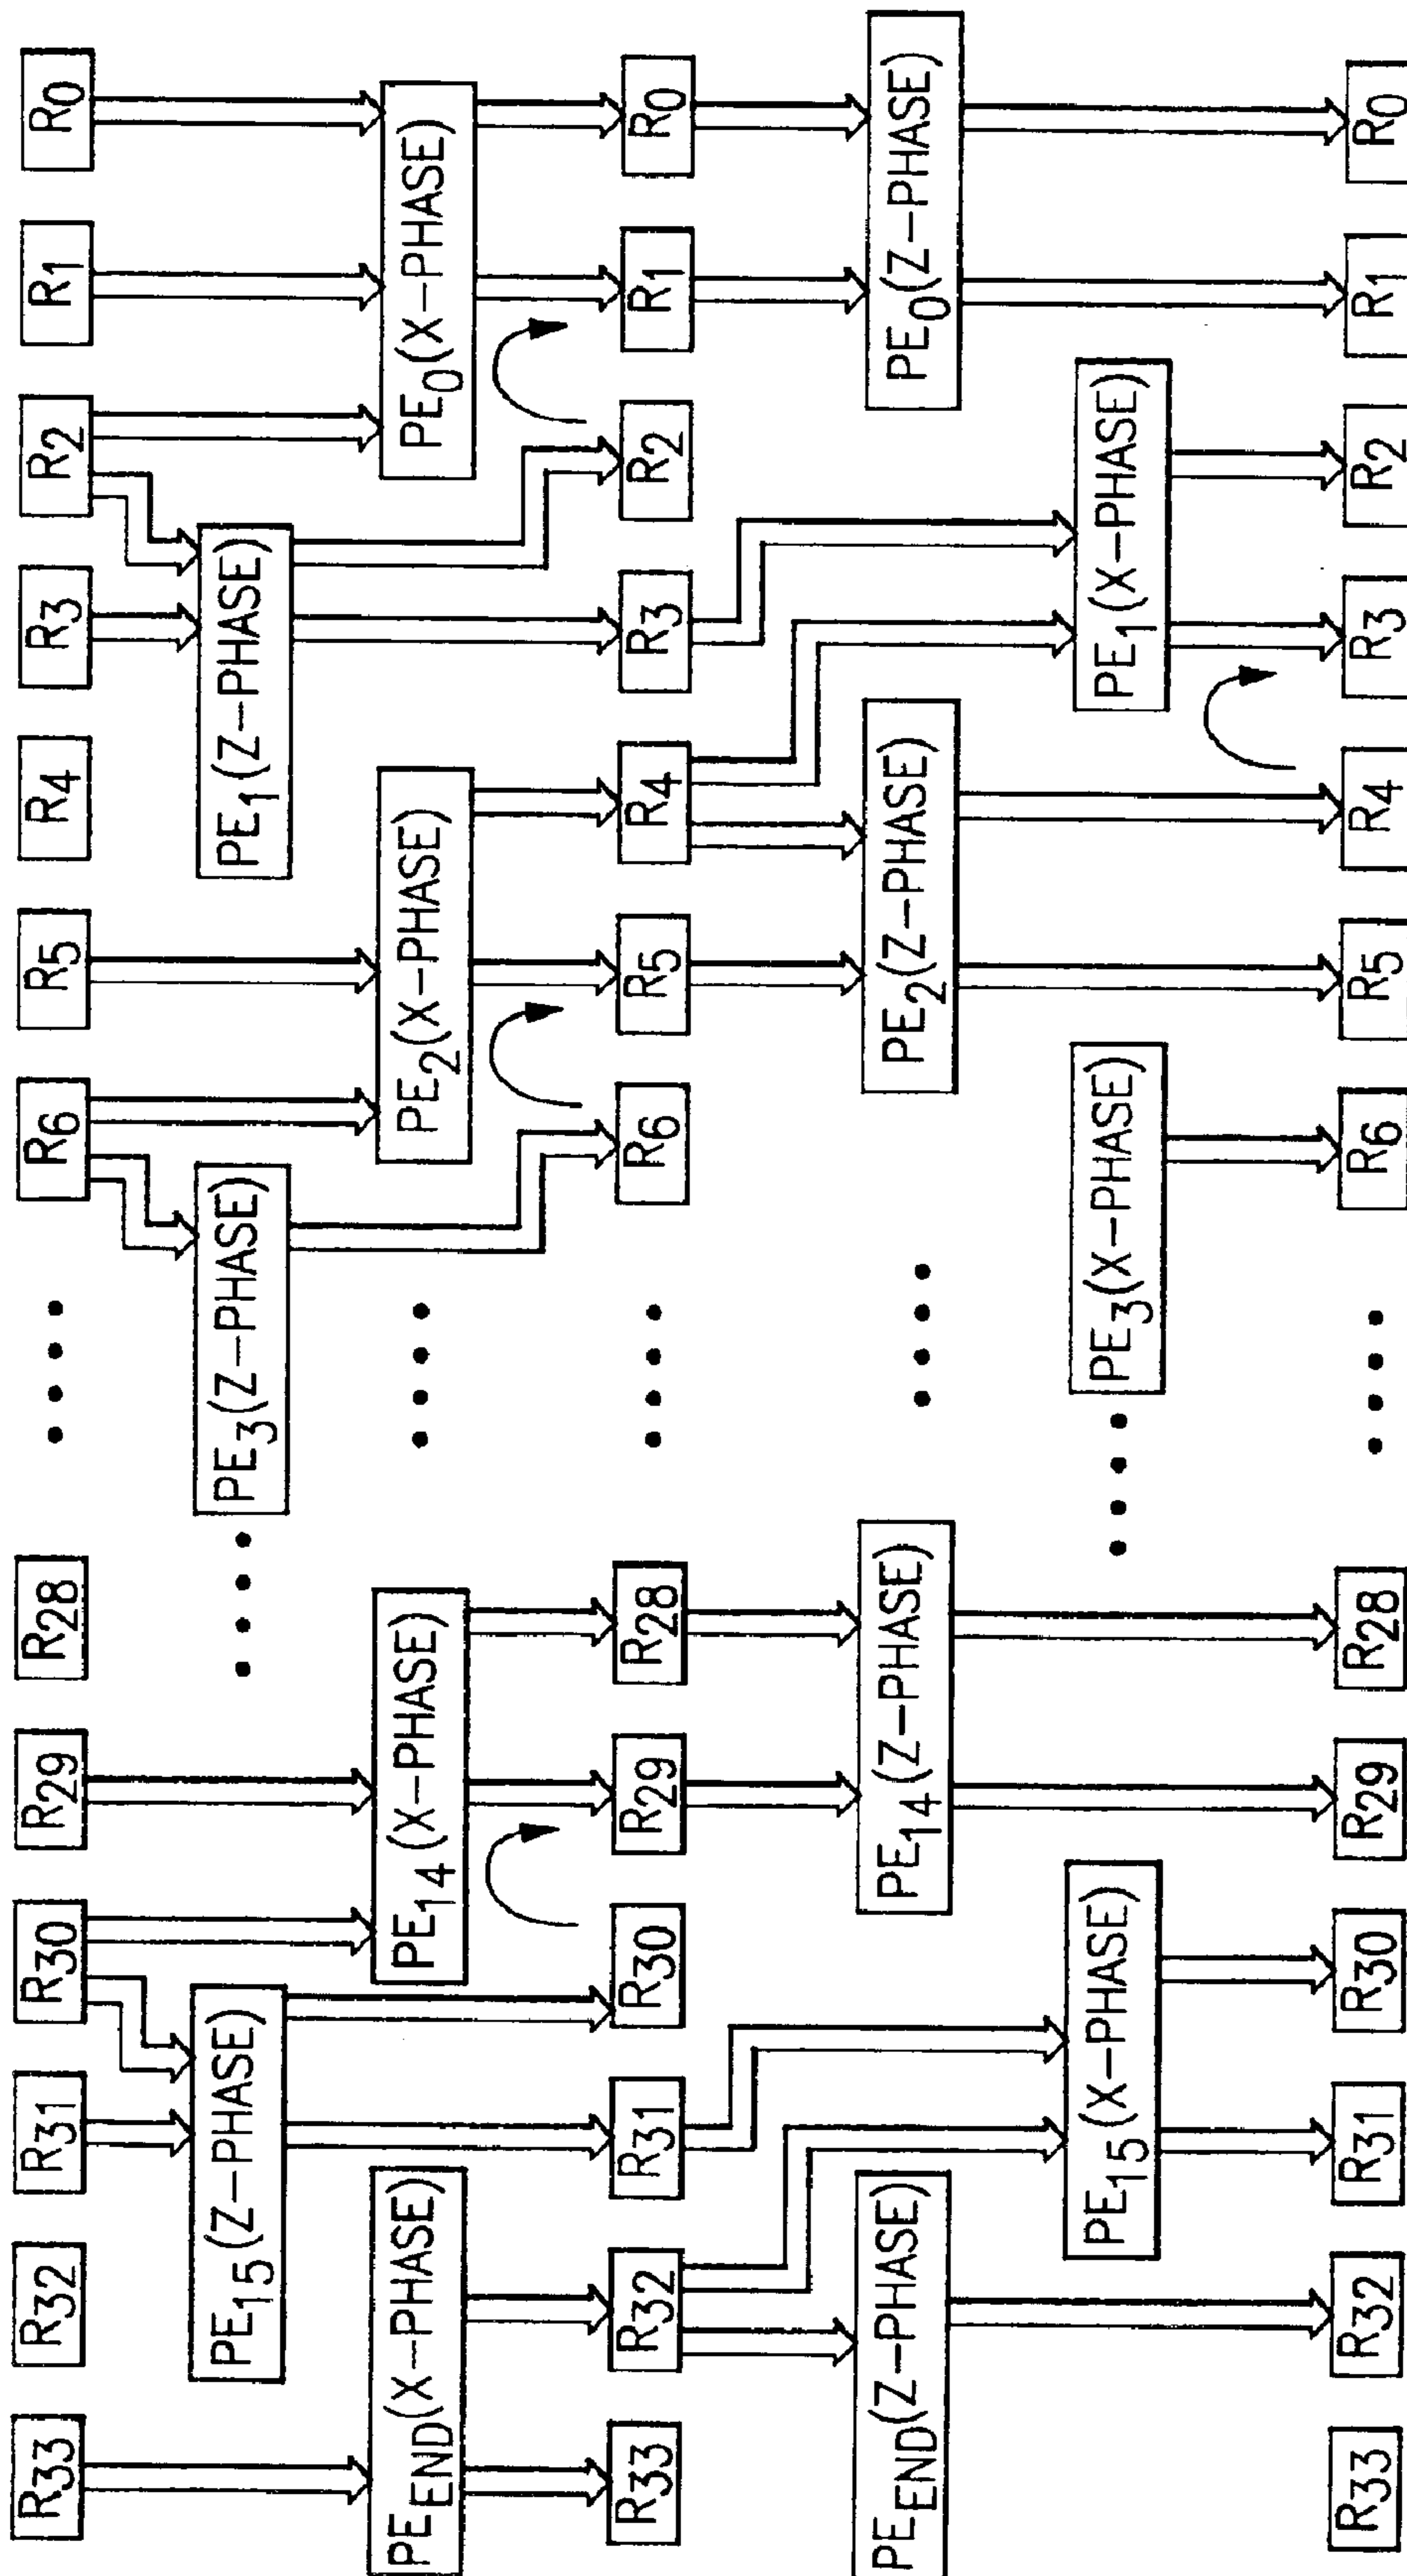 R33 R32 R31 R30 R29 R28 R6 R5 R4 R3 R2 R1 R0
PE15(Z-PHASE) PE3(Z-PHASE) PE1(Z-PHASE)
PEEND(X-PHASE) PE14(X-PHASE) PE2(X-PHASE) PE0(X-PHASE)
R33 R32 R31 R30 R29 R28 R6 R5 R4 R3 R2 R1 R0
PEEND(Z-PHASE) PE14(Z-PHASE) PE2(Z-PHASE) PE0(Z-PHASE)
PE15(X-PHASE) PE3(X-PHASE) PE1(X-PHASE)
R33 R32 R31 R30 R29 R28 R6 R5 R4 R3 R2 R1 R0